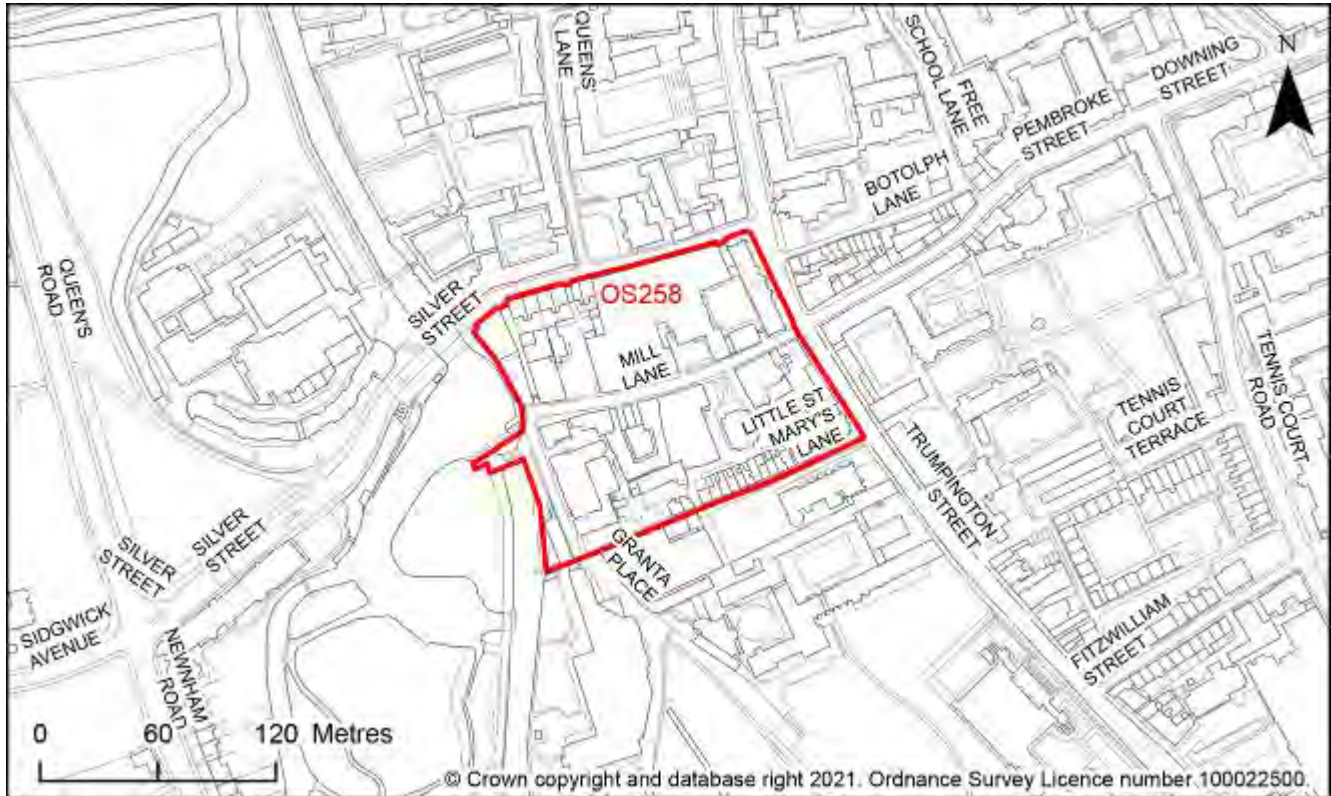 QUEENS'
LANE
SCHOOL LANE
FREE
DOWNING
STREET
N
PEMBROKE
STREET
BOTOLPH
LANE
QUEEN'S
ROAD
SILVER
STREET
OS258
MILL
LANE
LITTLE ST
MARY'S
LANE
TENNIS
COURT
TERRACE
TENNIS COURT
ROAD
TRUMPINGTON
STREET
GRANTA
PLACE
SILVER
STREET
SILVER
STREET
SIDGWICK
AVENUE
NEWNHAM
ROAD
FITZWILLIAM
STREET
0 60 120 Metres
© Crown copyright and database right 2021. Ordnance Survey Licence number 100022500.